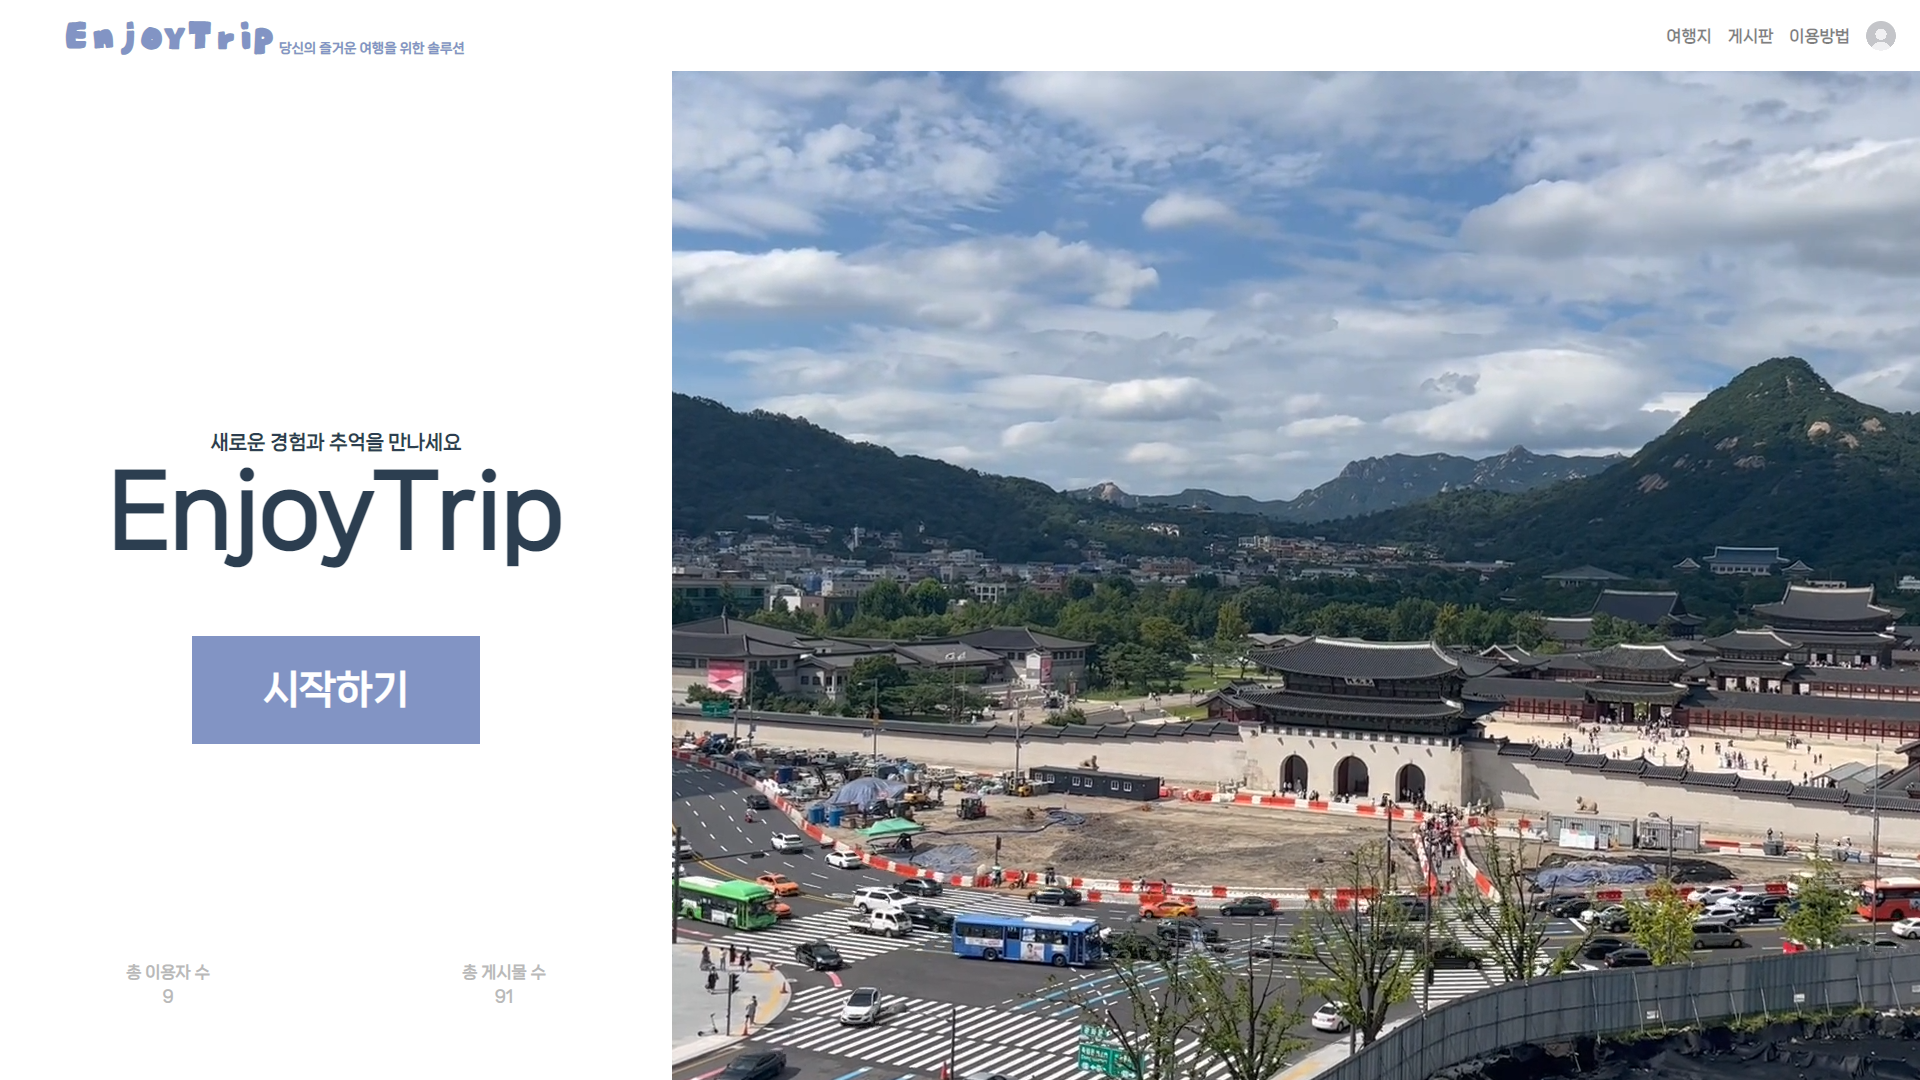 EnjoyTrip 당신의 즐거운 여행을 위한 솔루션
여행지 게시판 이용방법
새로운 경험과 추억을 만나세요
EnjoyTrip
시작하기
총 이용자 수
9
총 게시물 수
91